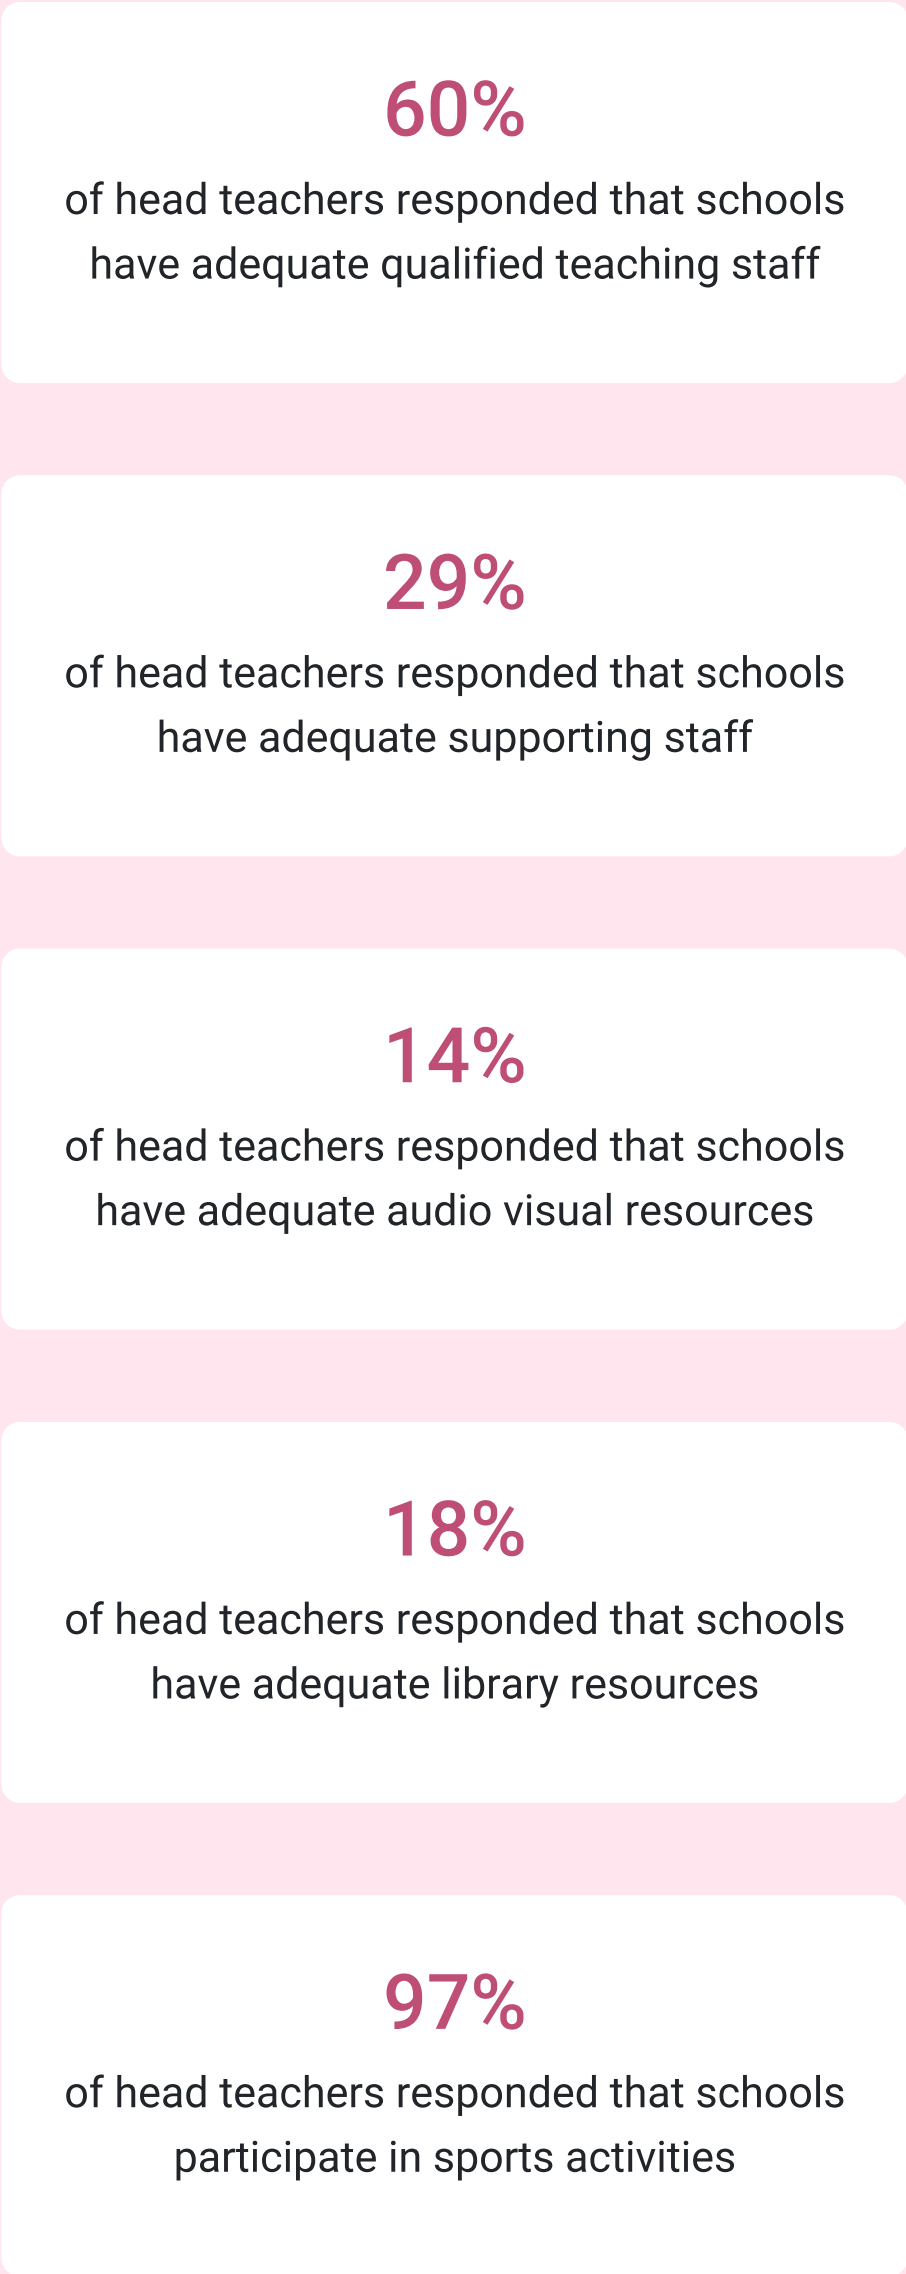 60%
of head teachers responded that schools
have adequate qualified teaching staff
29%
of head teachers responded that schools
have adequate supporting staff
14%
of head teachers responded that schools
have adequate audio visual resources
18%
of head teachers responded that schools
have adequate library resources
97%
of head teachers responded that schools
participate in sports activities